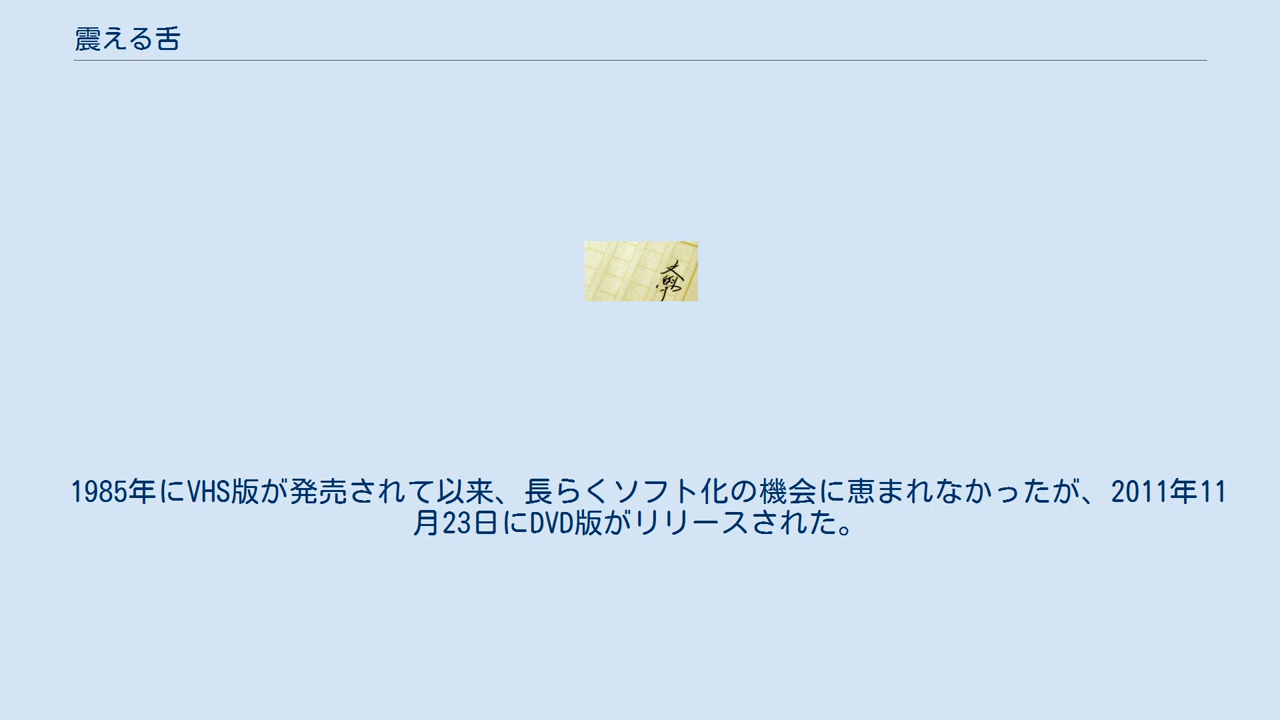 震える舌
1985年にVHS版が発売されて以来、長らくソフト化の機会に恵まれなかったが、2011年11
月23日にDVD版がリリースされた。